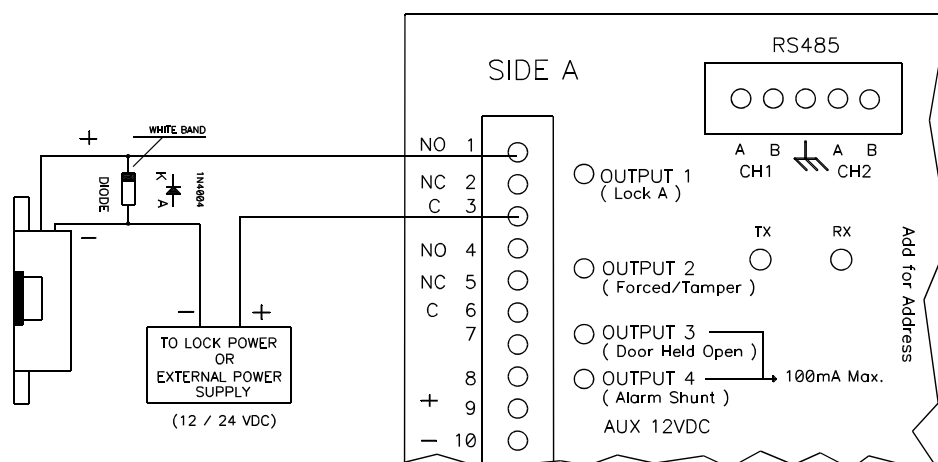 RS485
SIDE A
A B A B
CH1 CH2
WHITE BAND
+
DIODE
K
A
1N4004
-
- +
TO LOCK POWER
OR
EXTERNAL POWER
SUPPLY
(12 / 24 VDC)
NO 1
NC 2
C 3
NO 4
NC 5
C 6
7
8
+ 9
- 10
OUTPUT 1
( Lock A )
OUTPUT 2
( Forced/Tamper )
OUTPUT 3
( Door Held Open )
OUTPUT 4
( Alarm Shunt )
100mA Max.
AUX 12VDC
TX RX
Add for Address